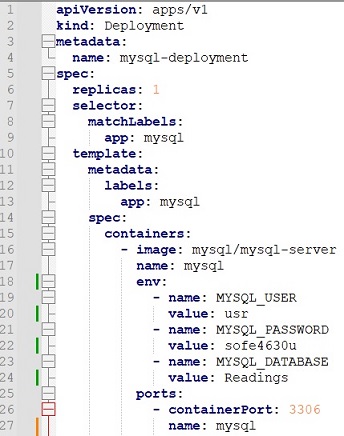 1 apiVersion: apps/v1
2 kind: Deployment
3 metadata:
4   name: mysql-deployment
5 spec:
6   replicas: 1
7   selector:
8     matchLabels:
9       app: mysql
10   template:
11     metadata:
12       labels:
13         app: mysql
14     spec:
15       containers:
16         - image: mysql/mysql-server
17           name: mysql
18           env:
19             - name: MYSQL_USER
20               value: usr
21             - name: MYSQL_PASSWORD
22               value: sofe4630u
23             - name: MYSQL_DATABASE
24               value: Readings
25           ports:
26             - containerPort: 3306
27               name: mysql